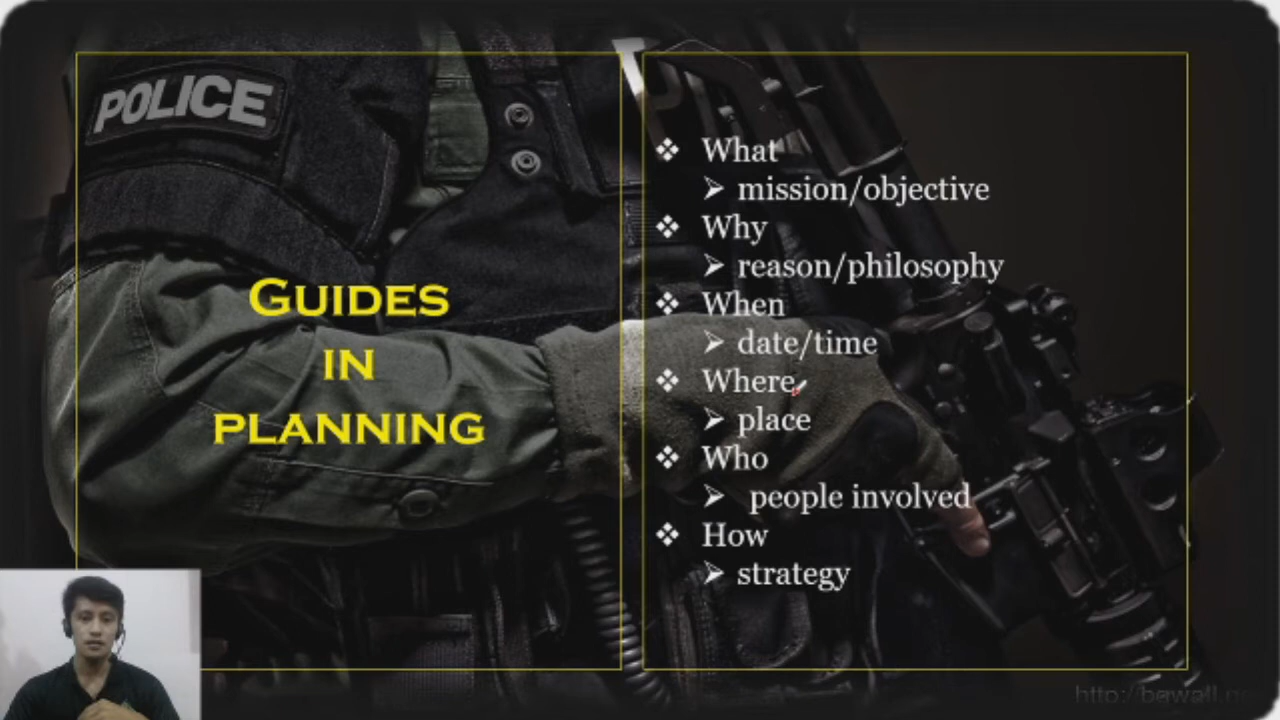 POLICE
GUIDES
IN
PLANNING
❖ What
➢ mission/objective
❖ Why
➢ reason/philosophy
❖ When
➢ date/time
❖ Where
➢ place
❖ Who
➢ people involved
❖ How
➢ strategy